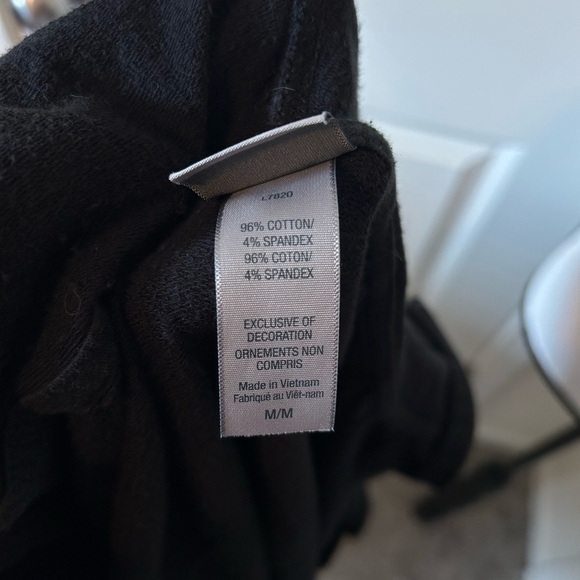 L7820
96% COTTON/
4% SPANDEX
96% COTON/
4% SPANDEX
EXCLUSIVE OF
DECORATION
ORNEMENTS NON
COMPRIS
Made in Vietnam
Fabriqué au Viêt-nam
M/M